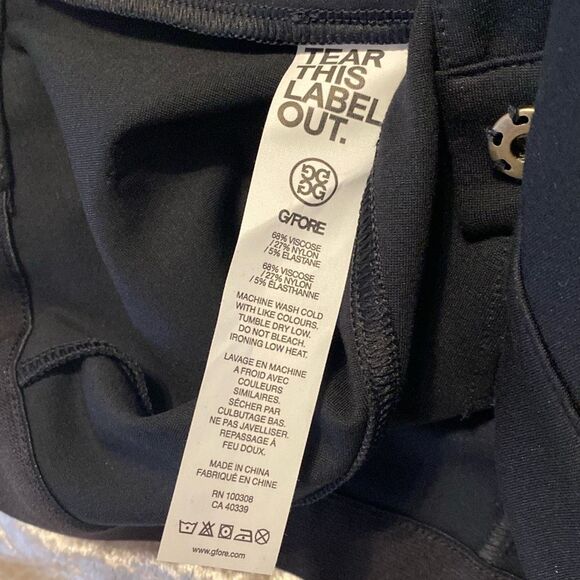 TEAR
THIS
LABEL
OUT.
GG
GG
G/FORE
68% VISCOSE
/ 27% NYLON
/ 5% ELASTANE
68% VISCOSE
/ 27% NYLON
/ 5% ELASTHANNE
MACHINE WASH COLD
WITH LIKE COLOURS.
TUMBLE DRY LOW.
DO NOT BLEACH.
IRONING LOW HEAT.
LAVAGE EN MACHINE
A FROID AVEC
COULEURS
SIMILAIRES.
SÉCHER PAR
CULBUTAGE BAS.
NE PAS JAVELLISER.
REPASSAGE À
FEU DOUX.
MADE IN CHINA
FABRIQUÉ EN CHINE
RN 100308
CA 40339
www.gfore.com